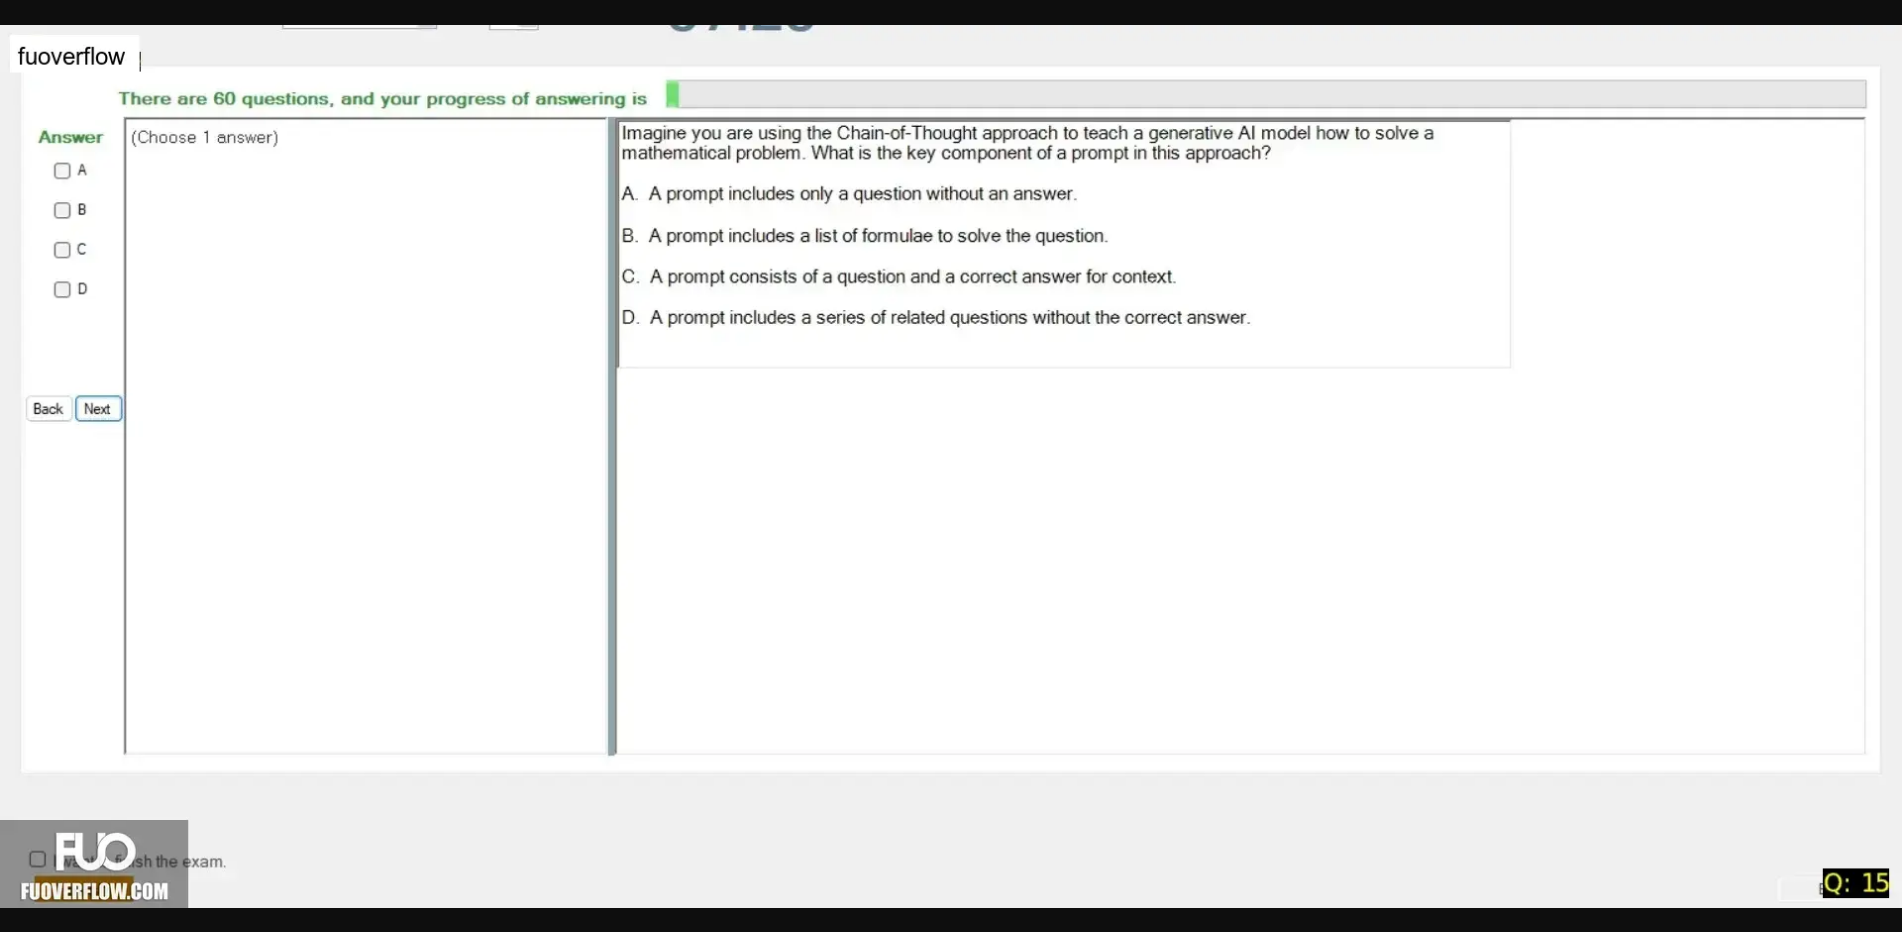 fuoverflow
There are 60 questions, and your progress of answering is
Answer
(Choose 1 answer)
A
B
C
D
Back
Next
Imagine you are using the Chain-of-Thought approach to teach a generative AI model how to solve a
mathematical problem. What is the key component of a prompt in this approach?
A. A prompt includes only a question without an answer.
B. A prompt includes a list of formulae to solve the question.
C. A prompt consists of a question and a correct answer for context.
D. A prompt includes a series of related questions without the correct answer.
FUO
the exam.
FUOVERFLOW.COM
Q: 15